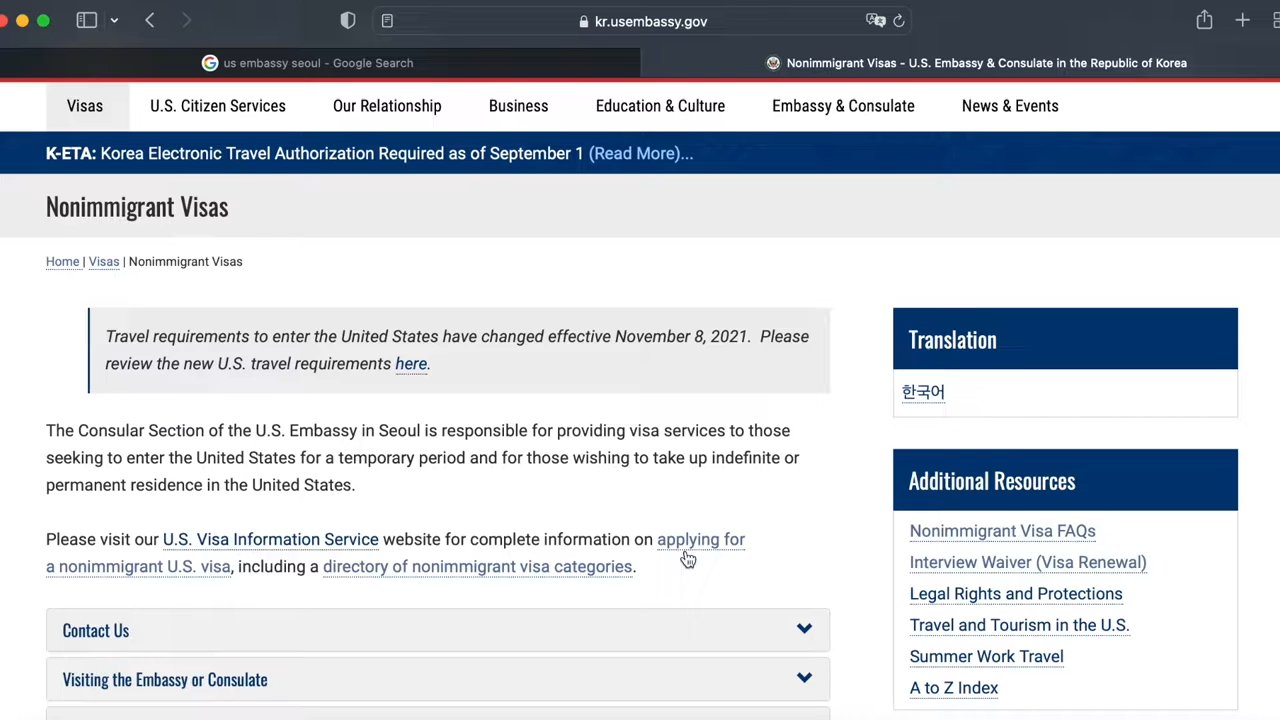 kr.usembassy.gov
us embassy seoul - Google Search
Nonimmigrant Visas - U.S. Embassy & Consulate in the Republic of Korea
Visas
U.S. Citizen Services
Our Relationship
Business
Education & Culture
Embassy & Consulate
News & Events
K-ETA: Korea Electronic Travel Authorization Required as of September 1 (Read More)...
Nonimmigrant Visas
Home | Visas | Nonimmigrant Visas
Travel requirements to enter the United States have changed effective November 8, 2021. Please
review the new U.S. travel requirements here.
The Consular Section of the U.S. Embassy in Seoul is responsible for providing visa services to those
seeking to enter the United States for a temporary period and for those wishing to take up indefinite or
permanent residence in the United States.
Please visit our U.S. Visa Information Service website for complete information on applying for
a nonimmigrant U.S. visa, including a directory of nonimmigrant visa categories.
Contact Us
Visiting the Embassy or Consulate
Translation
한국어
Additional Resources
Nonimmigrant Visa FAQs
Interview Waiver (Visa Renewal)
Legal Rights and Protections
Travel and Tourism in the U.S.
Summer Work Travel
A to Z Index